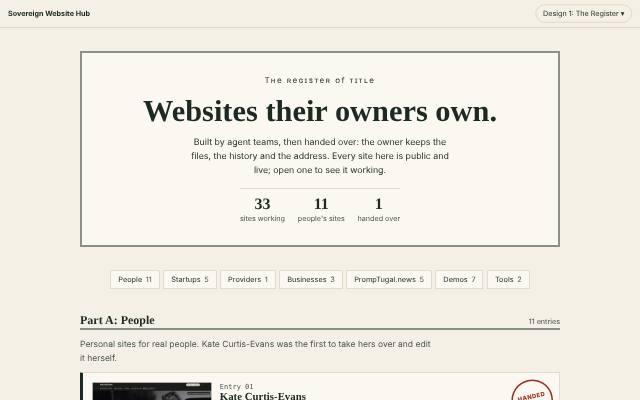 Sovereign Website Hub
Design 1: The Register ▾
The register of title
Websites their owners own.
Built by agent teams, then handed over: the owner keeps the
files, the history and the address. Every site here is public and
live; open one to see it working.
33 11 1
sites working people's sites handed over
People 11 Startups 5 Providers 1 Businesses 3 PrompTugal.news 5 Demos 7 Tools 2
Part A: People
11 entries
Personal sites for real people. Kate Curtis-Evans was the first to take hers over and edit
it herself.
Entry 01
Kate Curtis-Evans
HANDED